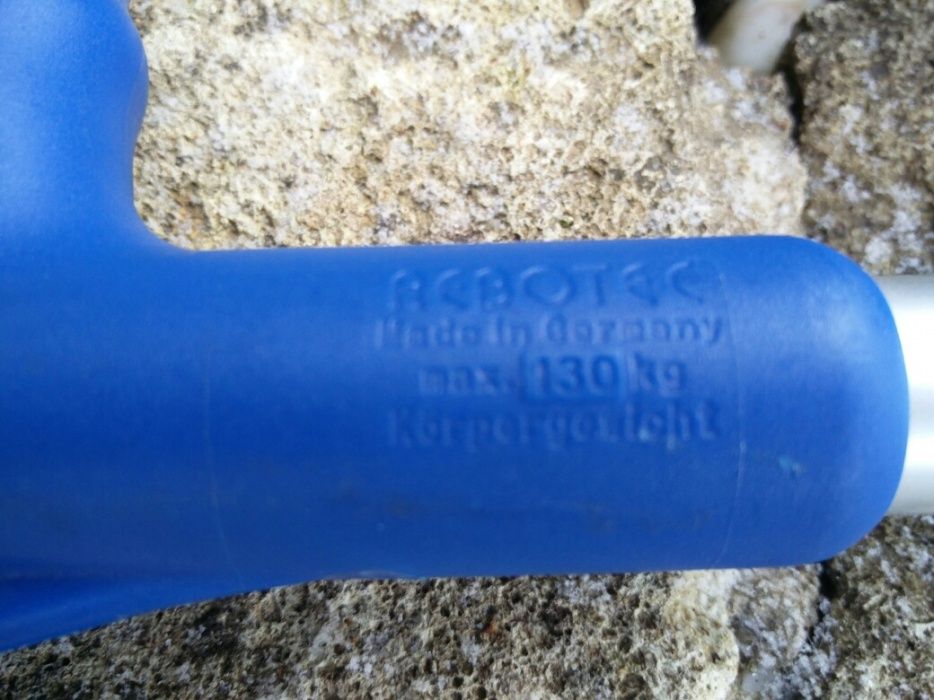 REBOTEC
Made in Germany
max. 130 kg
Körpergewicht